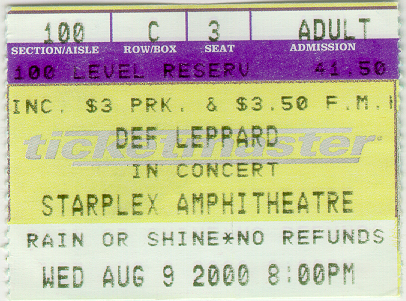 100 C 3 ADULT
SECTION/AISLE ROW/BOX SEAT ADMISSION
100 LEVEL RESERV 41.50
INC. $3 PRK. & $3.50 F.M.
ticketmaster
DEF LEPPARD
IN CONCERT
STARPLEX AMPHITHEATRE
RAIN OR SHINE*NO REFUNDS
WED AUG 9 2000 8:00PM